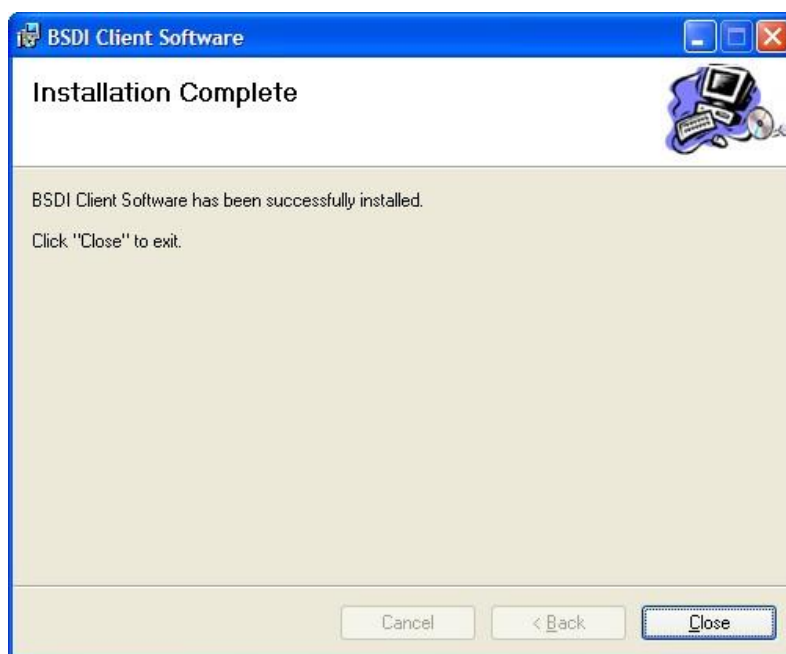 BSDI Client Software
Installation Complete
BSDI Client Software has been successfully installed.
Click "Close" to exit.
Cancel
< Back
Close